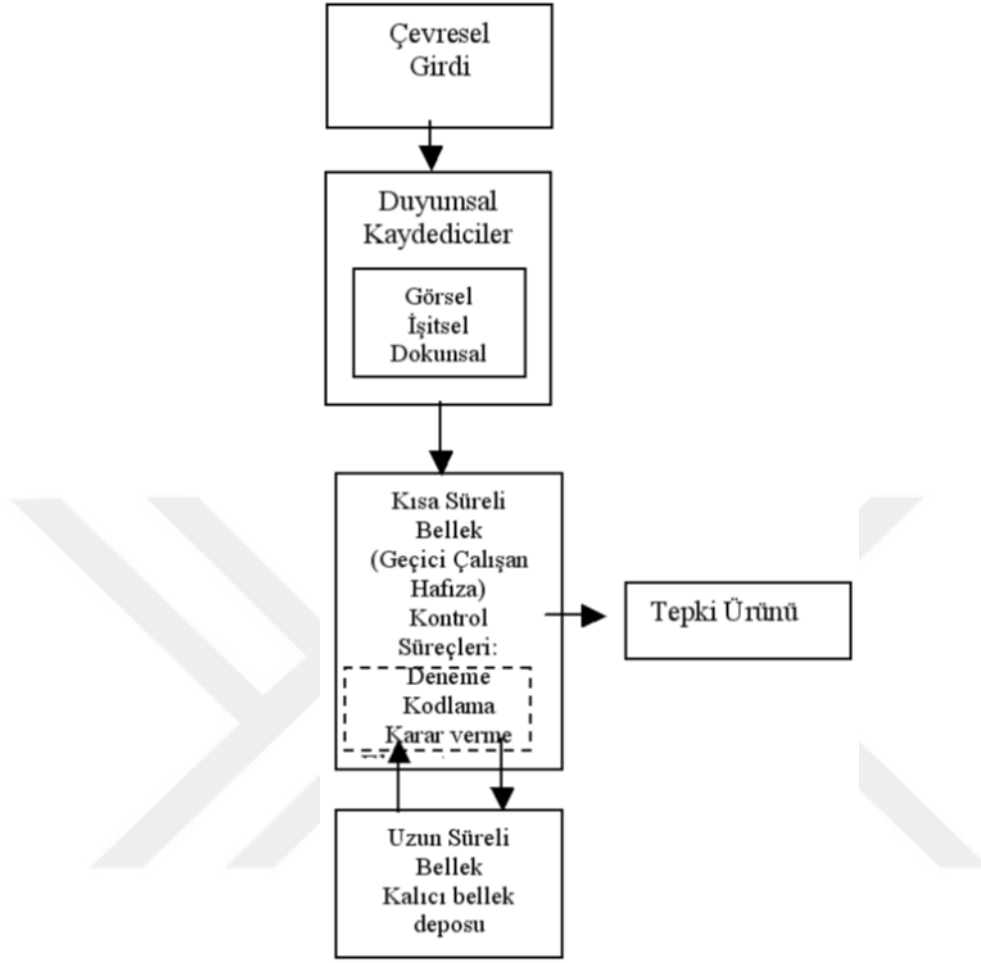 Çevresel
Girdi
Duyumsal
Kaydediciler
Görsel
İşitsel
Dokunsal
Kısa Süreli
Bellek
(Geçici Çalışan
Hafıza)
Kontrol
Süreçleri:
Deneme
Kodlama
Karar verme
Tepki Ürünü
Uzun Süreli
Bellek
Kalıcı bellek
deposu